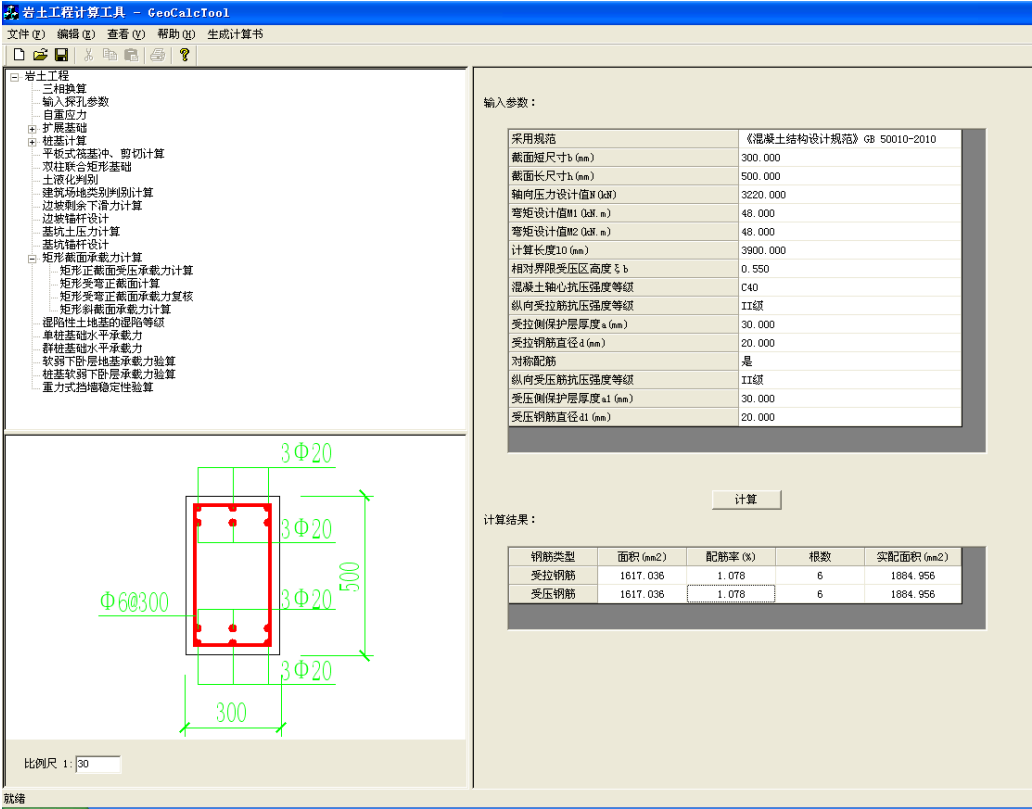 岩土工程计算工具 - GeoCalcTool
文件(F) 编辑(E) 查看(V) 帮助(H) 生成计算书
岩土工程
三相换算
输入探孔参数
自重应力
扩展基础
桩基计算
平板式筏基冲、剪切计算
双柱联合矩形基础
土液化判别
建筑场地类别判别计算
边坡剩余下滑力计算
边坡锚杆设计
基坑土压力计算
基坑锚杆设计
矩形截面承载力计算
矩形正截面受压承载力计算
矩形受弯正截面计算
矩形受弯正截面承载力复核
矩形斜截面承载力计算
湿陷性土地基的湿陷等级
单桩基础水平承载力
群桩基础水平承载力
软弱下卧层地基承载力验算
桩基软弱下卧层承载力验算
重力式挡墙稳定性验算
3Φ20
3Φ20
500
3Φ20
Φ6@300
3Φ20
300
比例尺 1: 30
就绪
输入参数：
采用规范 《混凝土结构设计规范》GB 50010-2010
截面短尺寸b(mm) 300.000
截面长尺寸h(mm) 500.000
轴向压力设计值N(kN) 3220.000
弯矩设计值M1(kN.m) 48.000
弯矩设计值M2(kN.m) 48.000
计算长度l0(mm) 3900.000
相对界限受压区高度ξb 0.550
混凝土轴心抗压强度等级 C40
纵向受拉筋抗压强度等级 II级
受拉侧保护层厚度a(mm) 30.000
受拉钢筋直径d(mm) 20.000
对称配筋 是
纵向受压筋抗压强度等级 II级
受压侧保护层厚度a1(mm) 30.000
受压钢筋直径d1(mm) 20.000
计算
计算结果：
钢筋类型 面积(mm2) 配筋率(%) 根数 实配面积(mm2)
受拉钢筋 1617.036 1.078 6 1884.956
受压钢筋 1617.036 1.078 6 1884.956